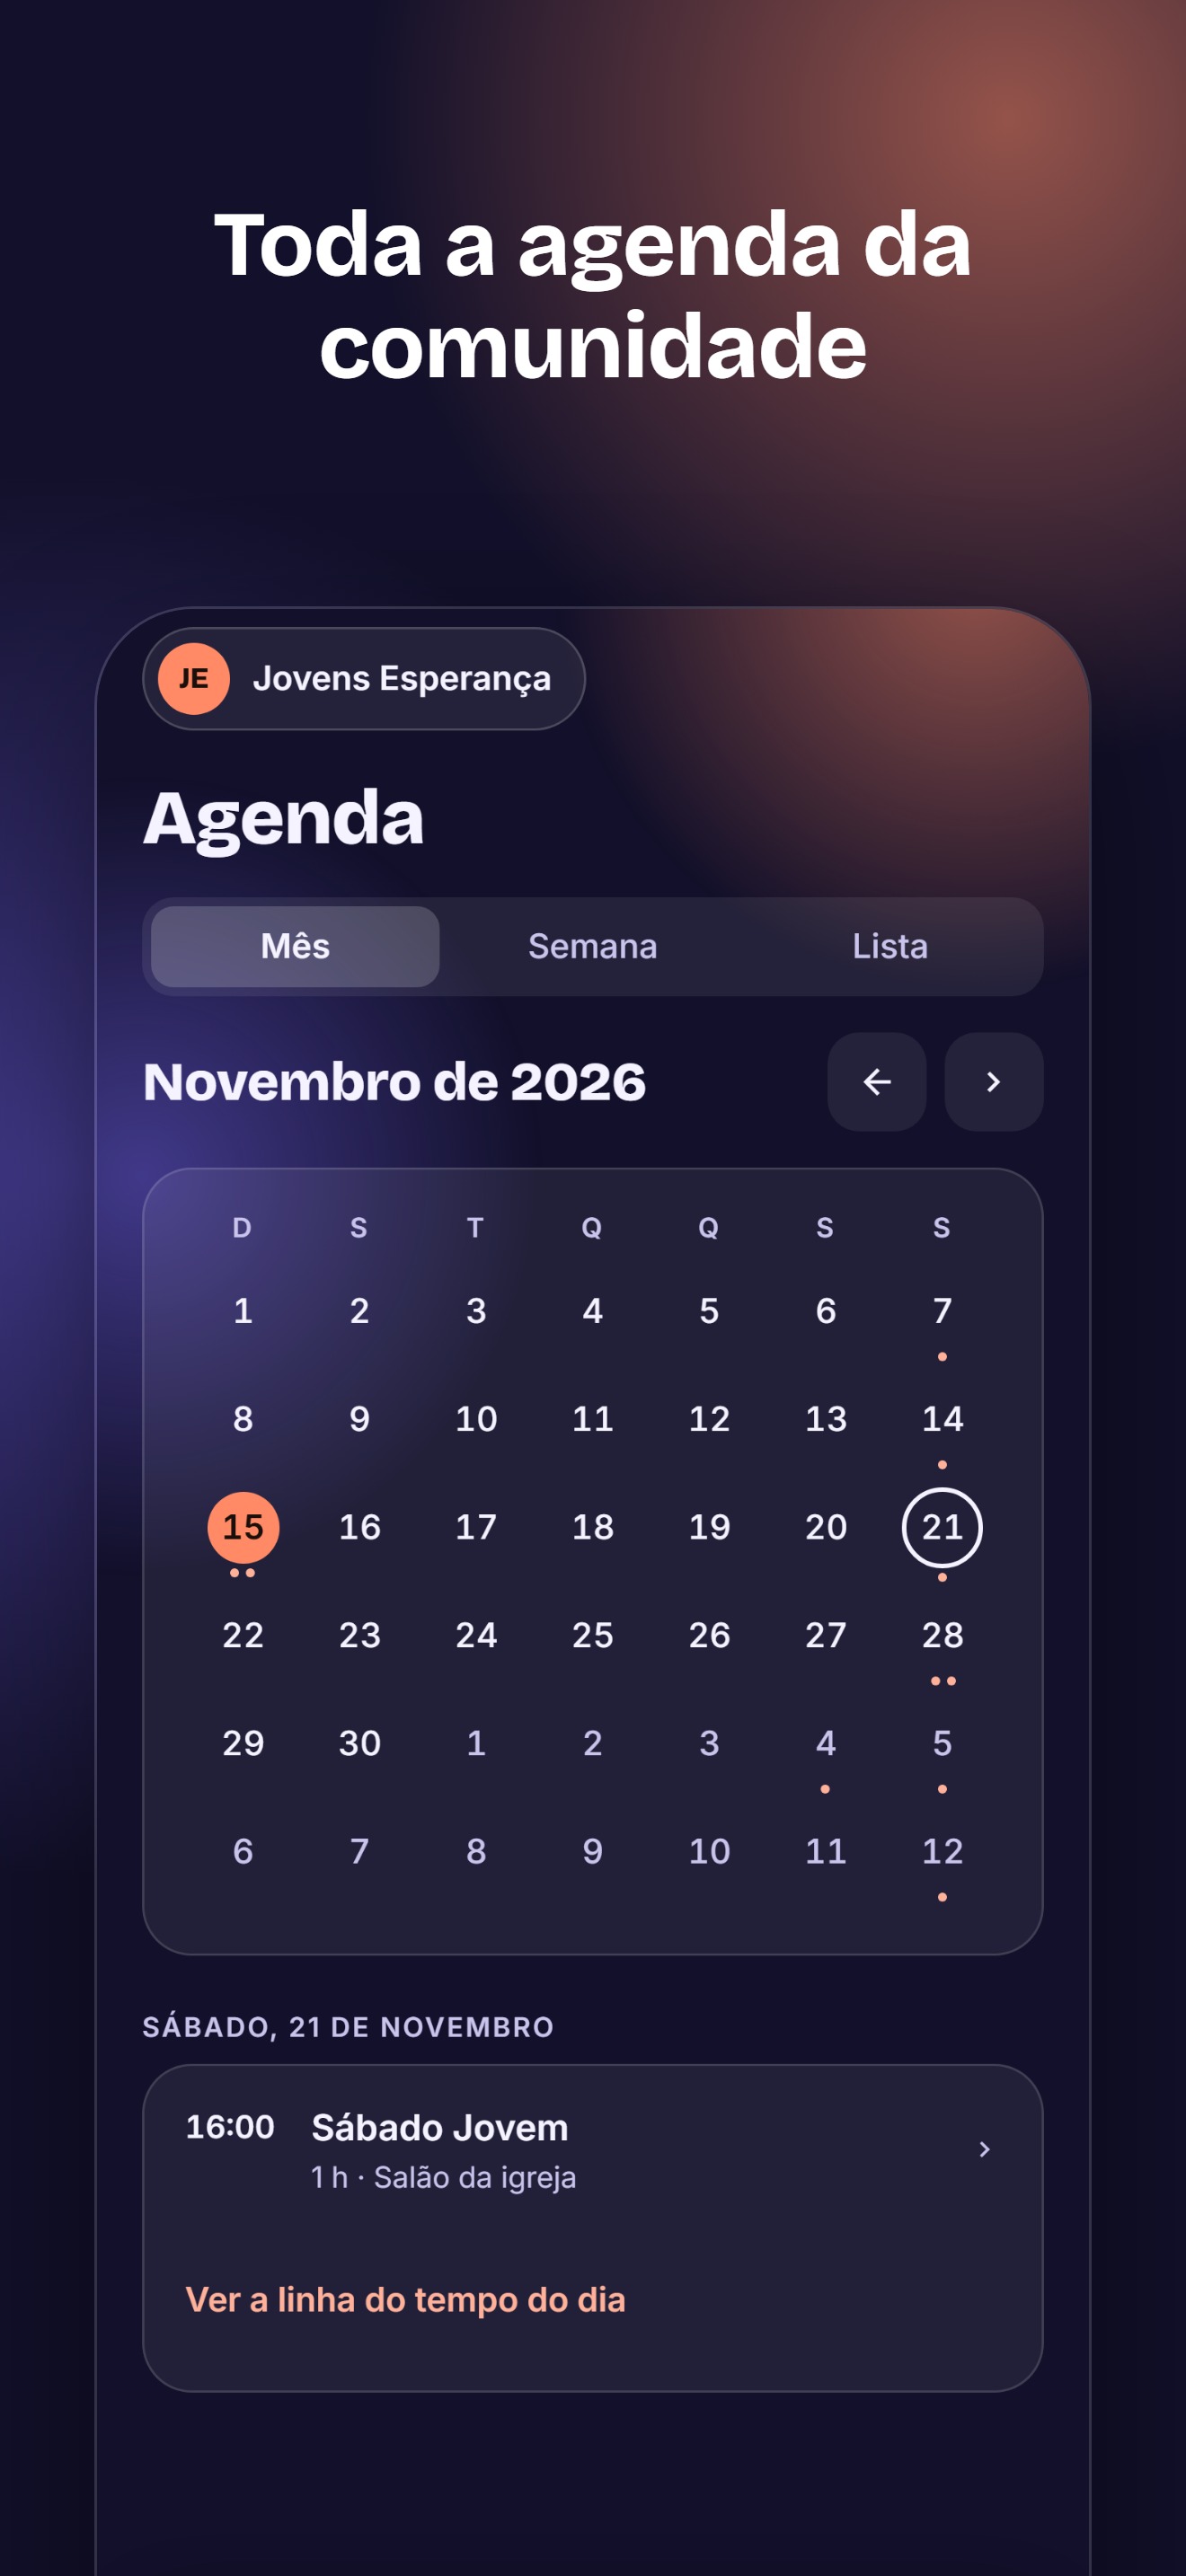 Toda a agenda da
comunidade
JE Jovens Esperança
Agenda
Mês Semana Lista
Novembro de 2026
D S T Q Q S S
1 2 3 4 5 6 7
8 9 10 11 12 13 14
15 16 17 18 19 20 21
22 23 24 25 26 27 28
29 30 1 2 3 4 5
6 7 8 9 10 11 12
SÁBADO, 21 DE NOVEMBRO
16:00 Sábado Jovem
1 h · Salão da igreja
Ver a linha do tempo do dia